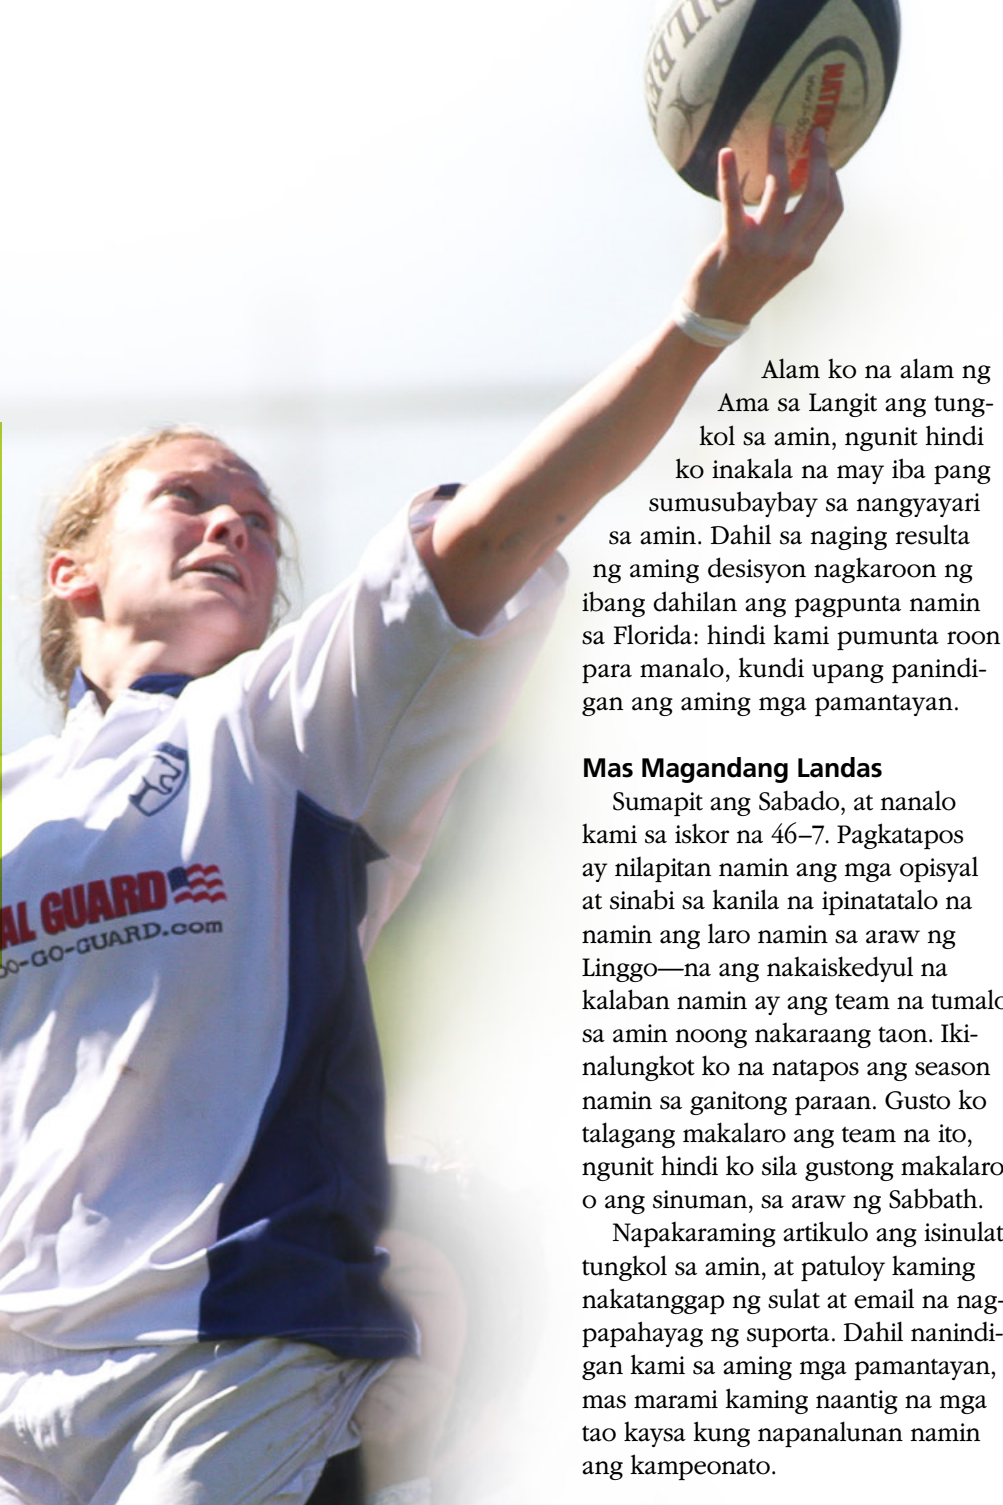 SILBE
NATI
Alam ko na alam ng
Ama sa Langit ang tung-
kol sa amin, ngunit hindi
ko inakala na may iba pang
sumusubaybay sa nangyayari
sa amin. Dahil sa naging resulta
ng aming desisyon nagkaroon ng
ibang dahilan ang pagpunta namin
sa Florida: hindi kami pumunta roon
para manalo, kundi upang panindi-
gan ang aming mga pamantayan.
Mas Magandang Landas
Sumapit ang Sabado, at nanalo
kami sa iskor na 46–7. Pagkatapos
ay nilapitan namin ang mga opisyal
at sinabi sa kanila na ipinatatalo na
namin ang laro namin sa araw ng
Linggo—na ang nakaiskedyul na
kalaban namin ay ang team na tumalo
sa amin noong nakaraang taon. Iki-
nalungkot ko na natapos ang season
namin sa ganitong paraan. Gusto ko
talagang makalaro ang team na ito,
ngunit hindi ko sila gustong makalaro
o ang sinuman, sa araw ng Sabbath.
Napakaraming artikulo ang isinulat
tungkol sa amin, at patuloy kaming
nakatanggap ng sulat at email na nag-
papahayag ng suporta. Dahil nanindi-
gan kami sa aming mga pamantayan,
mas marami kaming naantig na mga
tao kaysa kung napanalunan namin
ang kampeonato.
AL GUARD
00-GO-GUARD.com